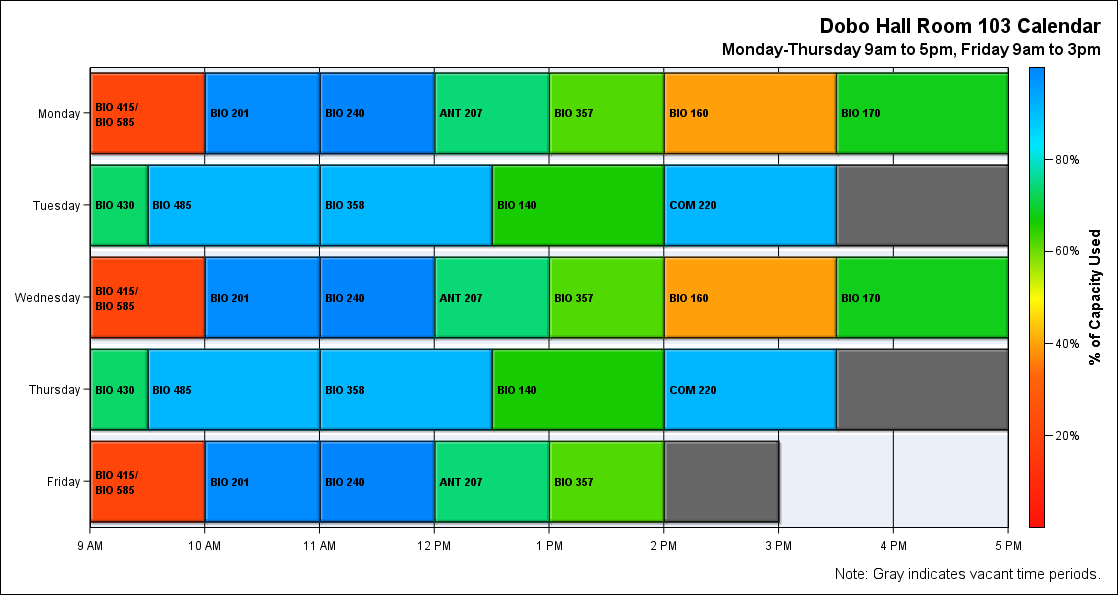 Dobo Hall Room 103 Calendar
Monday-Thursday 9am to 5pm, Friday 9am to 3pm
Monday
BIO 415/
BIO 585
BIO 201
BIO 240
ANT 207
BIO 357
BIO 160
BIO 170
Tuesday
BIO 430
BIO 485
BIO 358
BIO 140
COM 220
Wednesday
BIO 415/
BIO 585
BIO 201
BIO 240
ANT 207
BIO 357
BIO 160
BIO 170
Thursday
BIO 430
BIO 485
BIO 358
BIO 140
COM 220
Friday
BIO 415/
BIO 585
BIO 201
BIO 240
ANT 207
BIO 357
9 AM
10 AM
11 AM
12 PM
1 PM
2 PM
3 PM
4 PM
5 PM
80%
60%
40%
20%
% of Capacity Used
Note: Gray indicates vacant time periods.